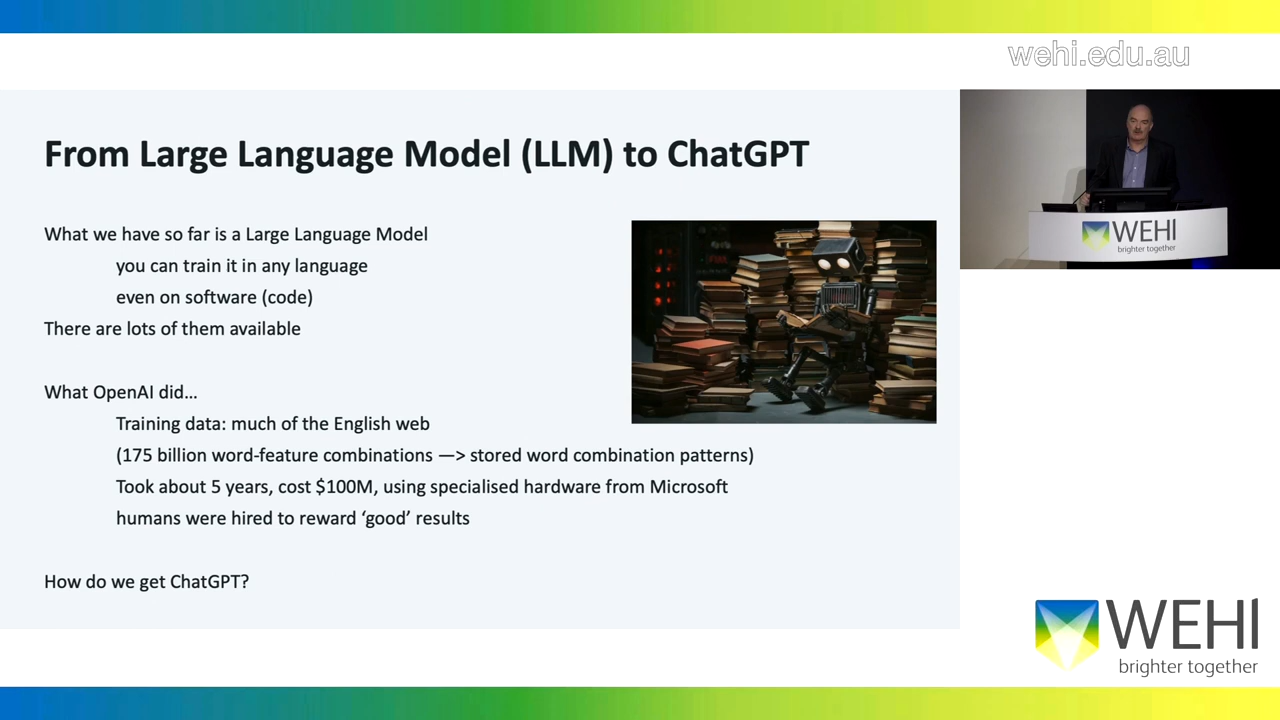 wehi.edu.au
From Large Language Model (LLM) to ChatGPT
What we have so far is a Large Language Model
you can train it in any language
even on software (code)
There are lots of them available
What OpenAI did...
Training data: much of the English web
(175 billion word-feature combinations —> stored word combination patterns)
Took about 5 years, cost $100M, using specialised hardware from Microsoft
humans were hired to reward ‘good’ results
How do we get ChatGPT?
WEHI
brighter together
WEHI
brighter together